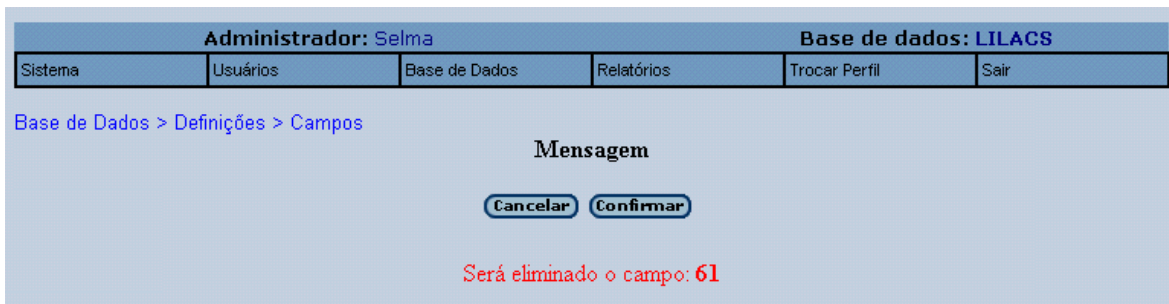 Administrador: Selma Base de dados: LILACS
Sistema Usuários Base de Dados Relatórios Trocar Perfil Sair
Base de Dados > Definições > Campos
Mensagem
Cancelar Confirmar
Será eliminado o campo: 61